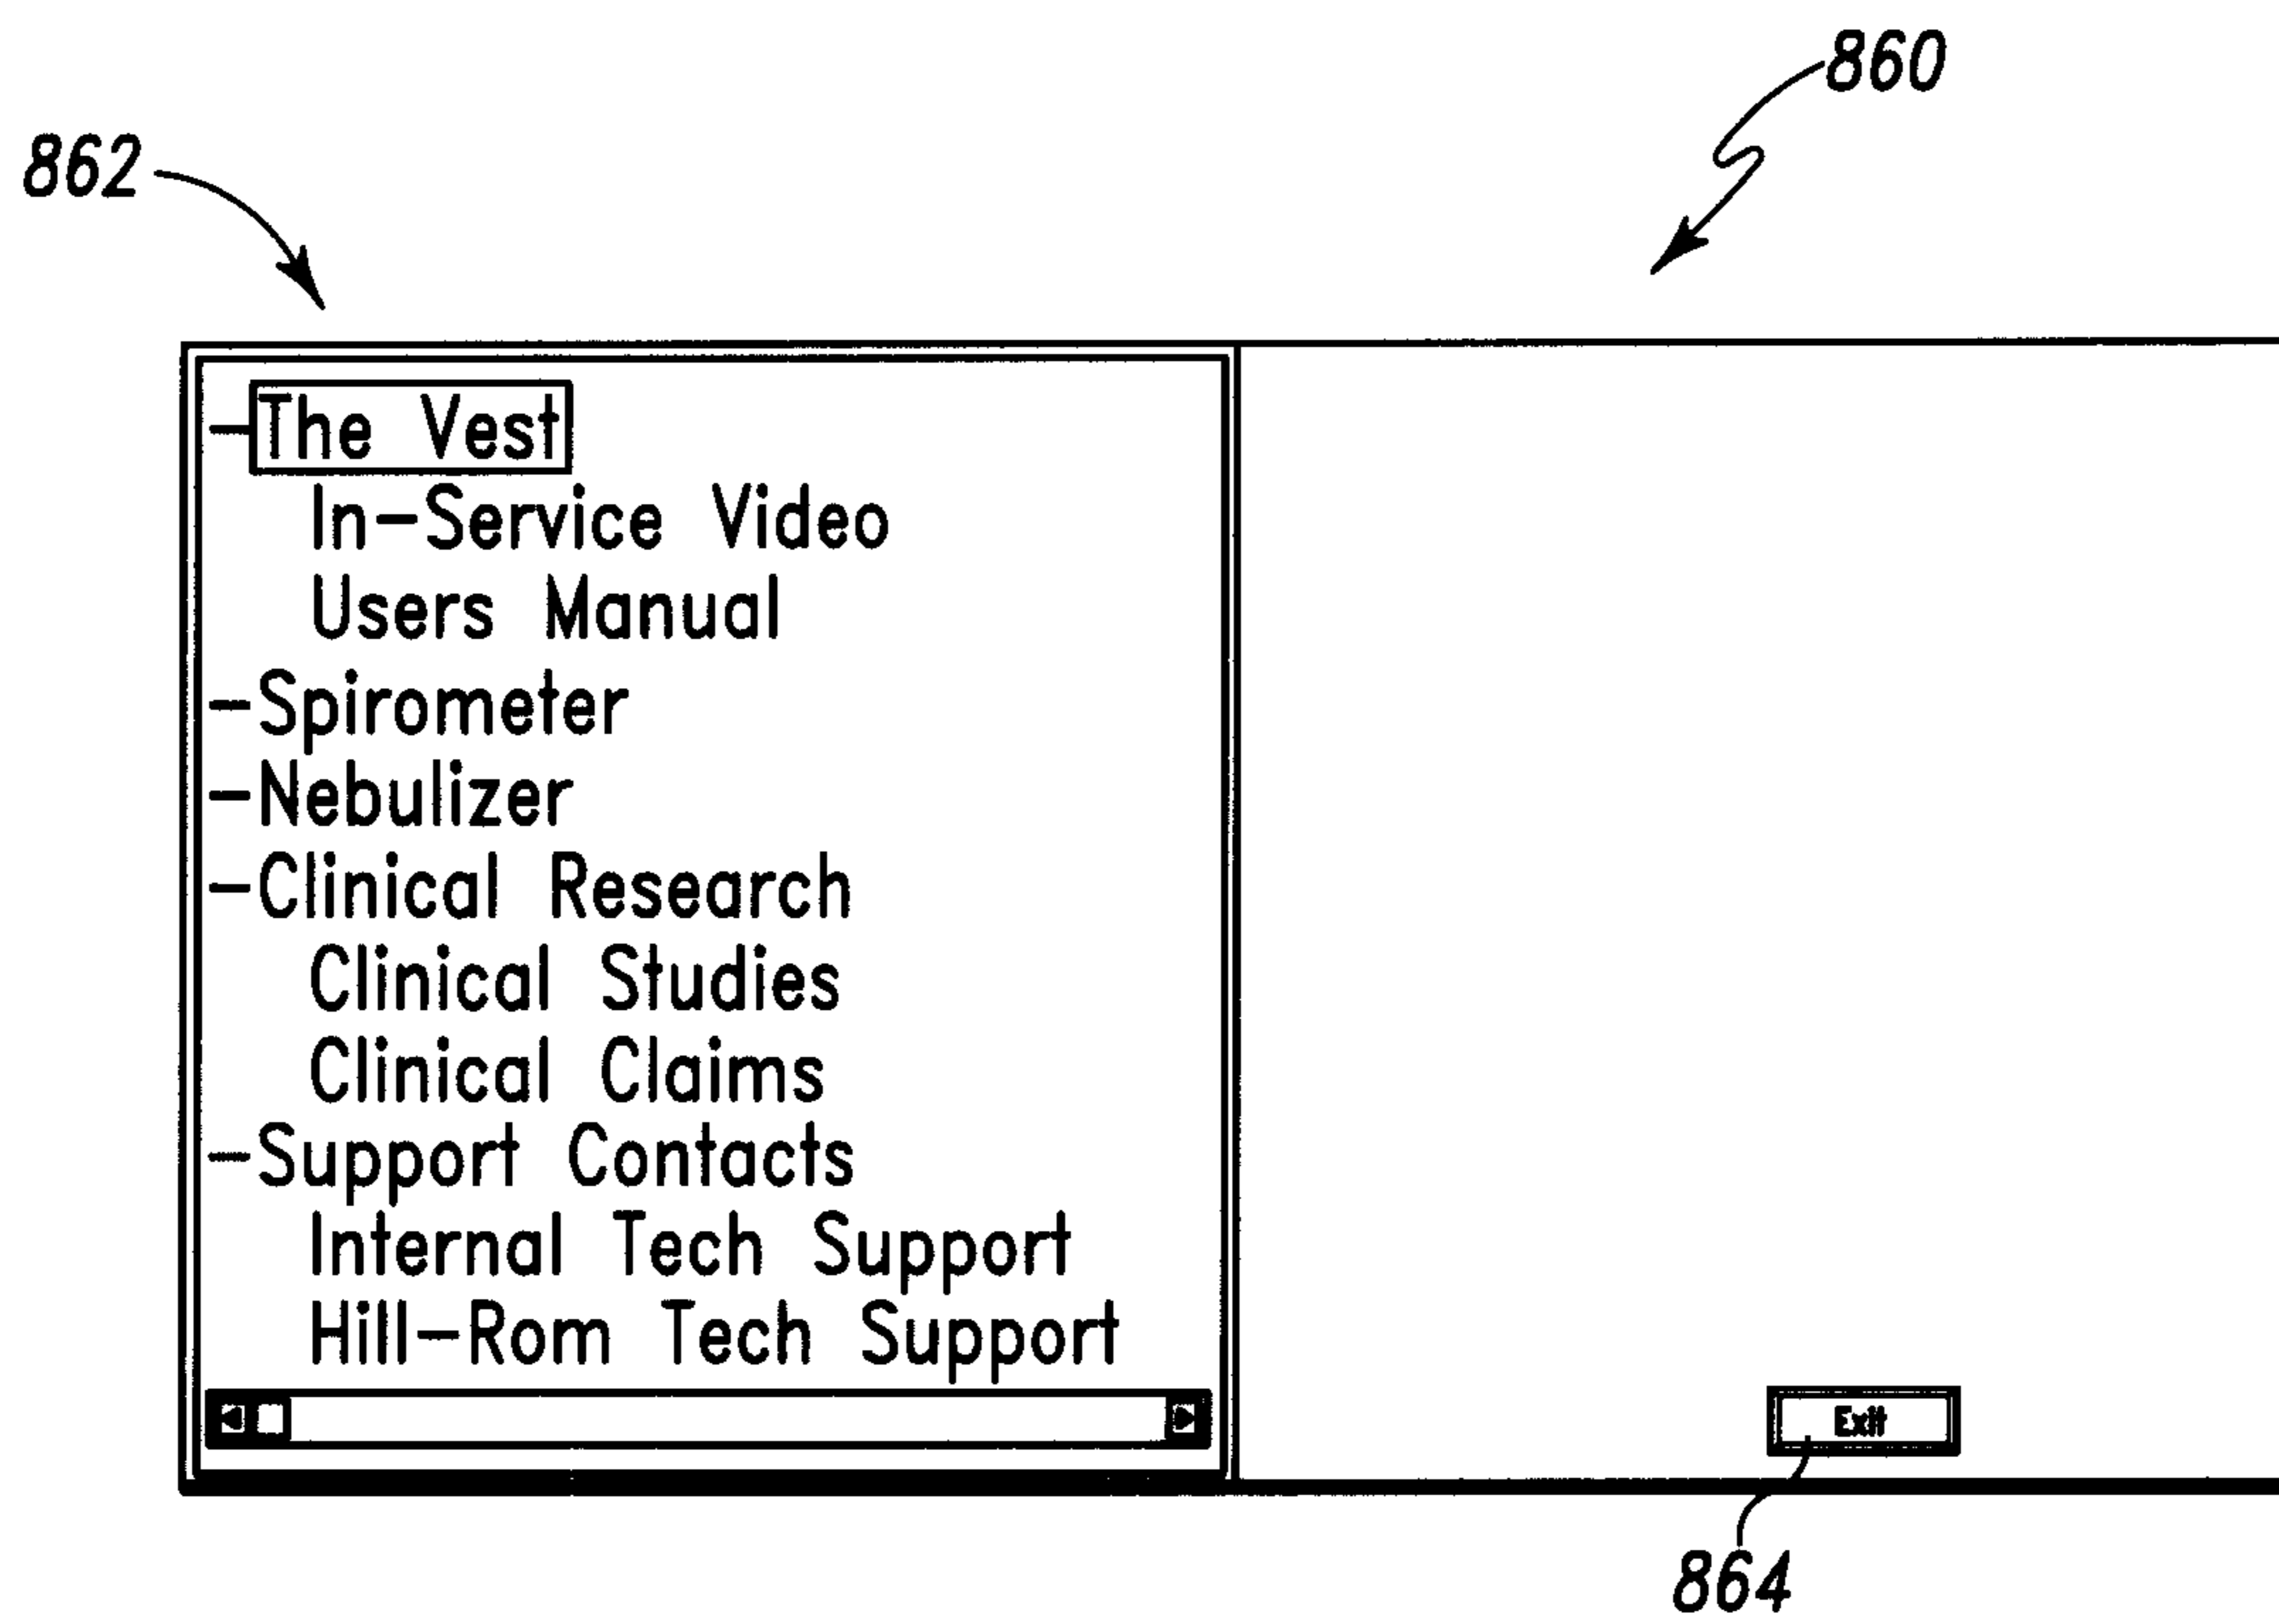 860
862
—The Vest
In-Service Video
Users Manual
-Spirometer
-Nebulizer
-Clinical Research
Clinical Studies
Clinical Claims
-Support Contacts
Internal Tech Support
Hill-Rom Tech Support
Exit
864